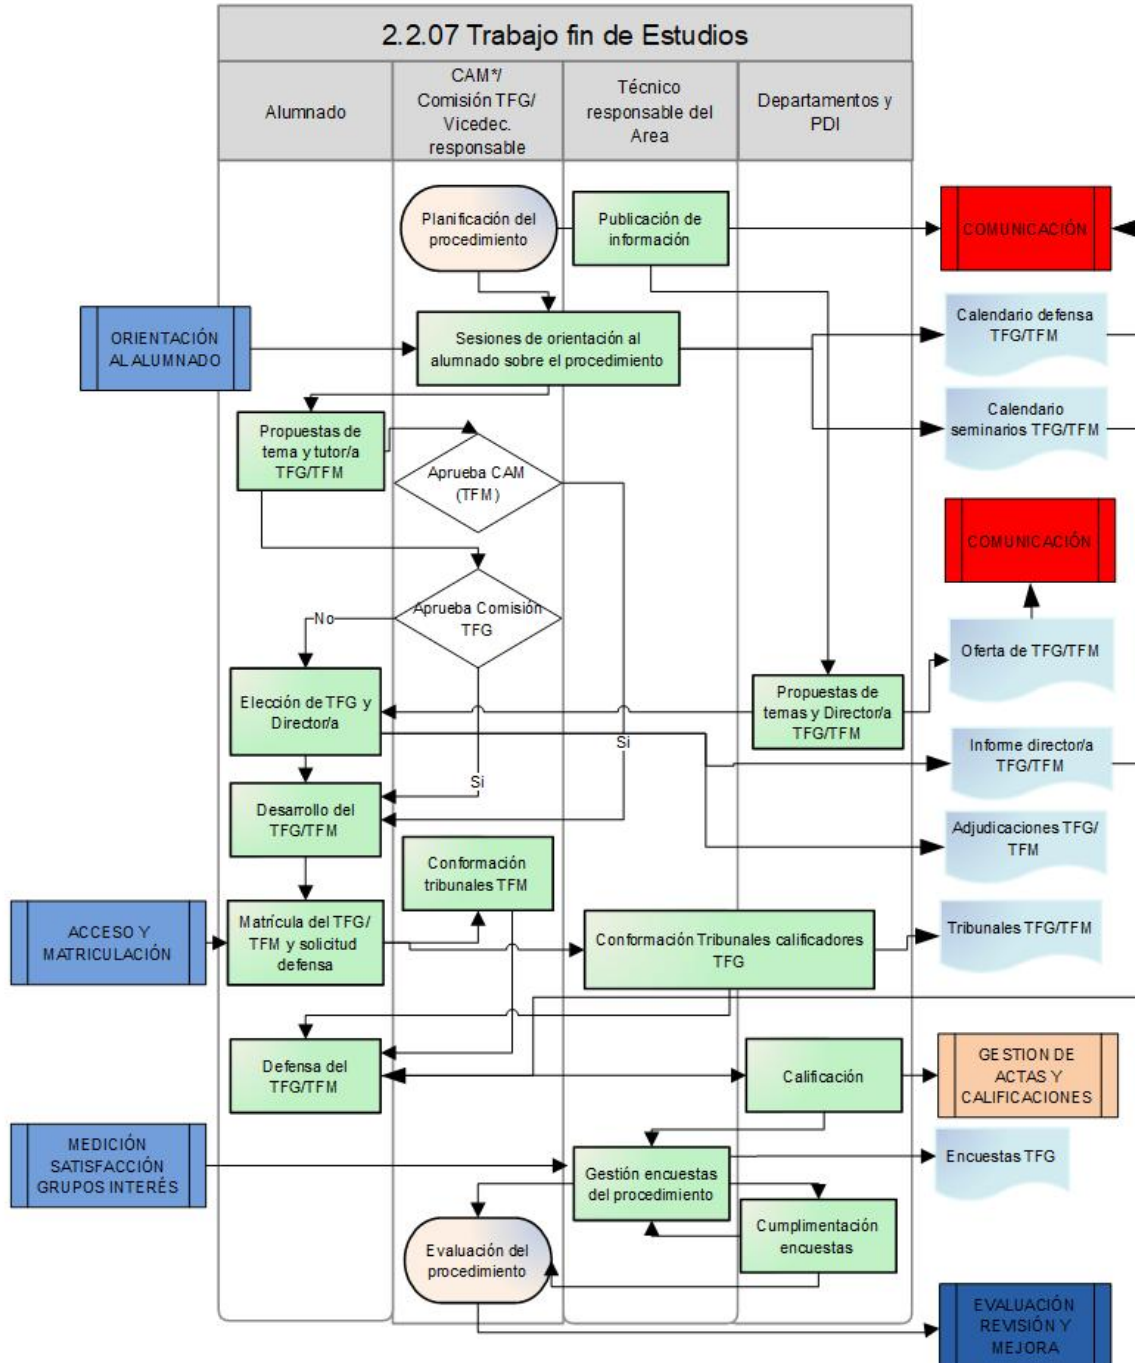 2.2.07 Trabajo fin de Estudios
Alumnado
CAM*/
Comisión TFG/
Vicedec.
responsable
Técnico
responsable del
Area
Departamentos y
PDI
Planificación del
procedimiento
Publicación de
información
COMUNICACIÓN
ORIENTACIÓN
AL ALUMNADO
Sesiones de orientación al
alumnado sobre el procedimiento
Calendario defensa
TFG/TFM
Calendario
seminarios TFG/TFM
Propuestas de
tema y tutor/a
TFG/TFM
Aprueba CAM
(TFM)
COMUNICACIÓN
Aprueba Comisión
TFG
No
Oferta de TFG/TFM
Elección de TFG y
Director/a
Propuestas de
temas y Director/a
TFG/TFM
Si
Informe director/a
TFG/TFM
Si
Desarrollo del
TFG/TFM
Adjudicaciones TFG/
TFM
Conformación
tribunales TFM
ACCESO Y
MATRICULACIÓN
Matrícula del TFG/
TFM y solicitud
defensa
Conformación Tribunales calificadores
TFG
Tribunales TFG/TFM
Defensa del
TFG/TFM
Calificación
GESTION DE
ACTAS Y
CALIFICACIONES
MEDICIÓN
SATISFACCIÓN
GRUPOS INTERÉS
Gestión encuestas
del procedimiento
Encuestas TFG
Cumplimentación
encuestas
Evaluación del
procedimiento
EVALUACIÓN
REVISIÓN Y
MEJORA